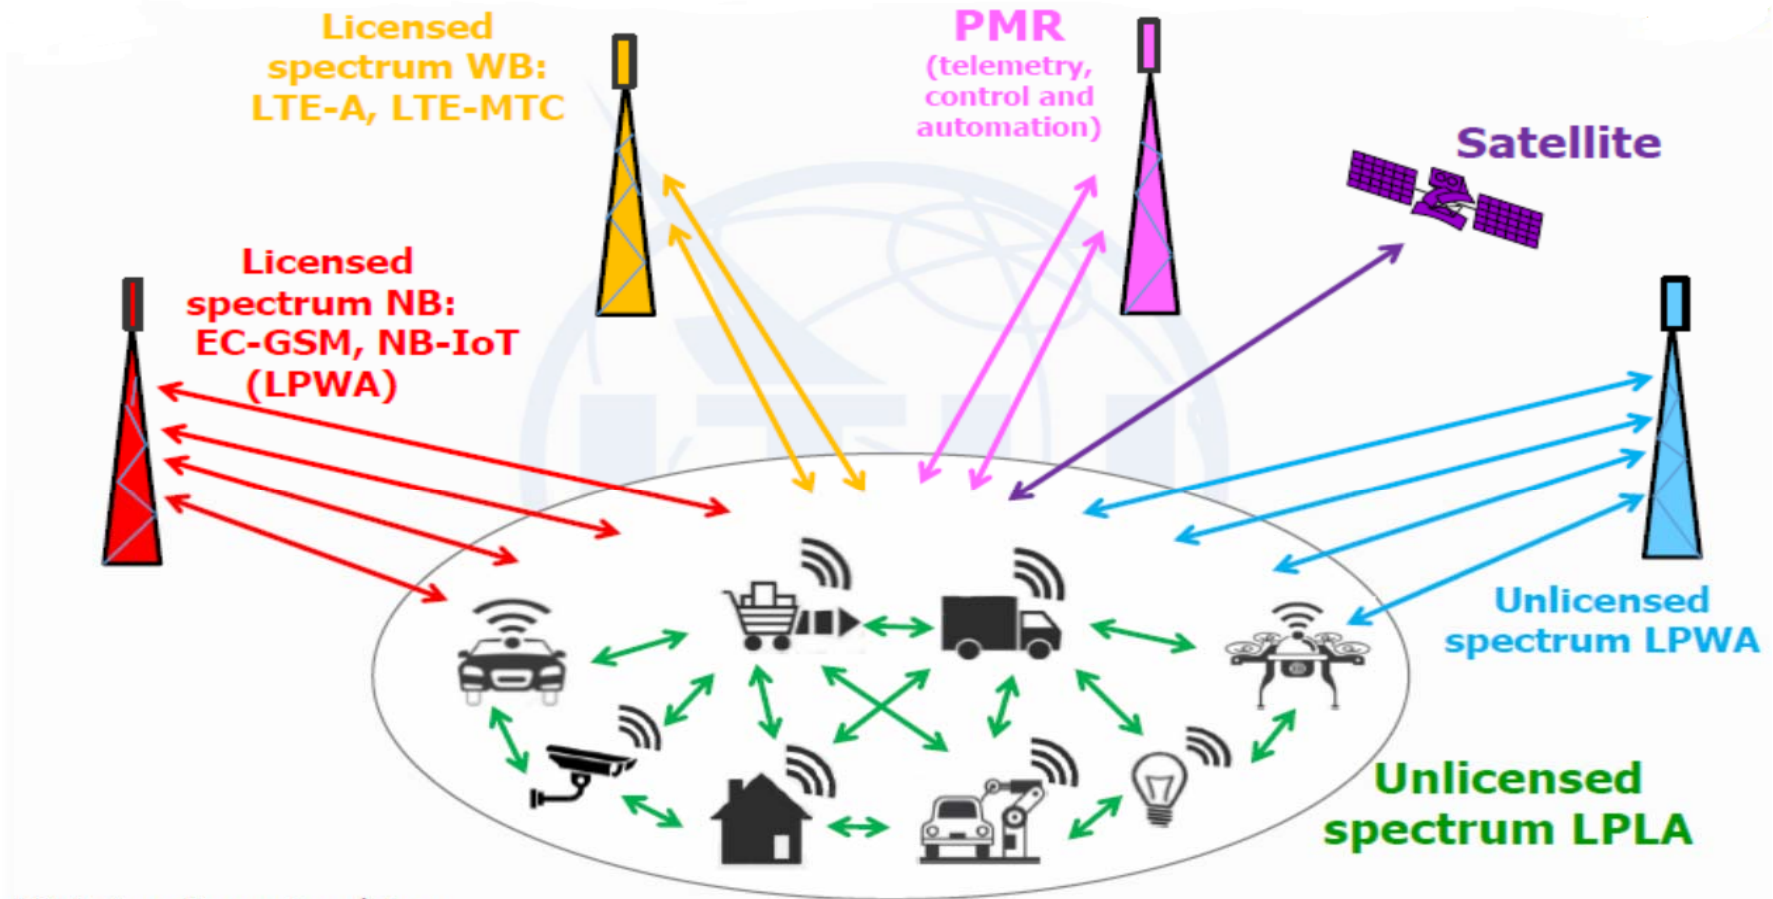 Licensed
spectrum WB:
LTE-A, LTE-MTC
PMR
(telemetry,
control and
automation)
Satellite
Licensed
spectrum NB:
EC-GSM, NB-IoT
(LPWA)
Unlicensed
spectrum LPWA
Unlicensed
spectrum LPLA
ITU